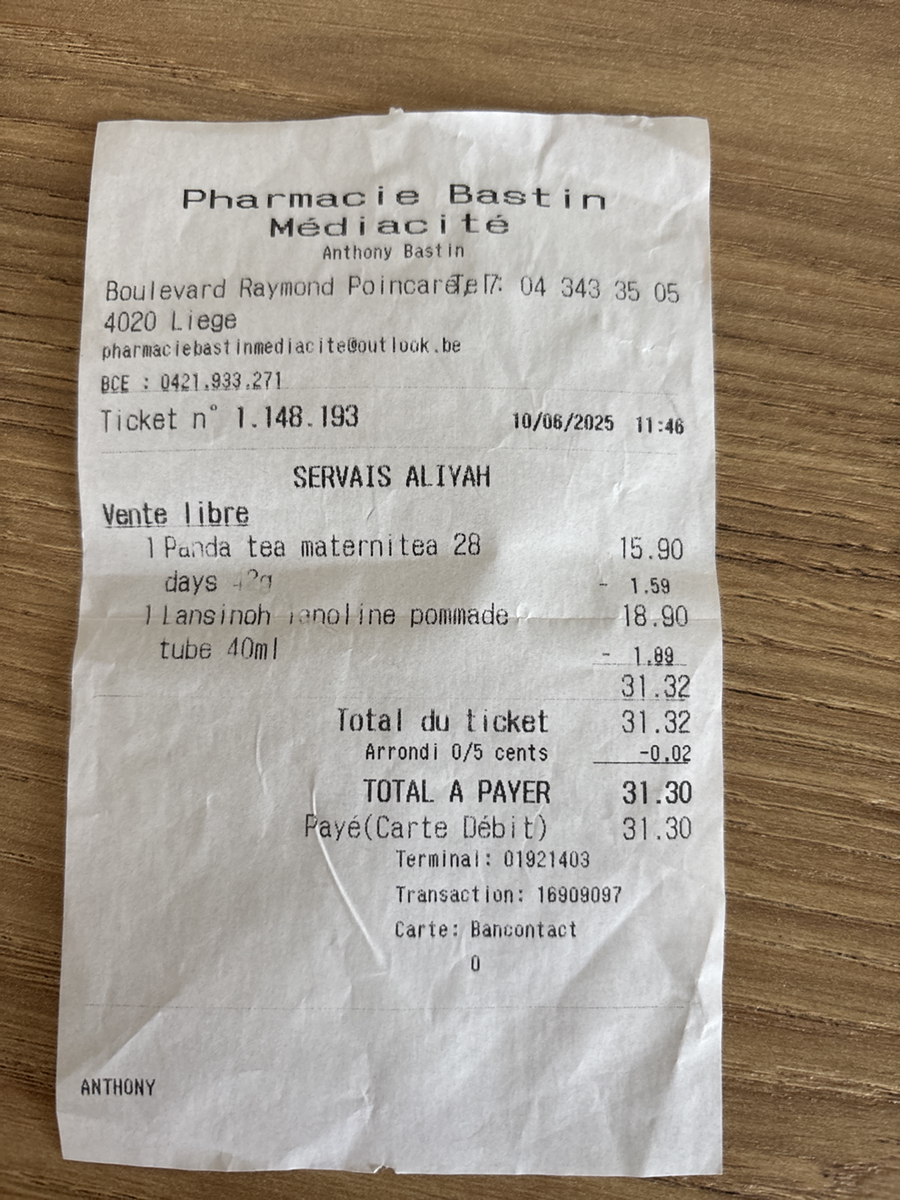 Pharmacie Bastin
Médiacité
Anthony Bastin
Boulevard Raymond Poincaré, 7 Tel : 04 343 35 05
4020 Liege
pharmaciebastinmediacite@outlook.be
BCE : 0421.933.271
Ticket n° 1.148.193 10/06/2025 11:46
SERVAIS ALIYAH
Vente libre
1 Panda tea maternitea 28 15.90
days 42g - 1.59
1 Lansinoh lanoline pommade 18.90
tube 40ml - 1.89
31.32
Total du ticket 31.32
Arrondi 0/5 cents -0.02
TOTAL A PAYER 31.30
Payé(Carte Débit) 31.30
Terminal: 01921403
Transaction: 16909097
Carte: Bancontact
0
ANTHONY